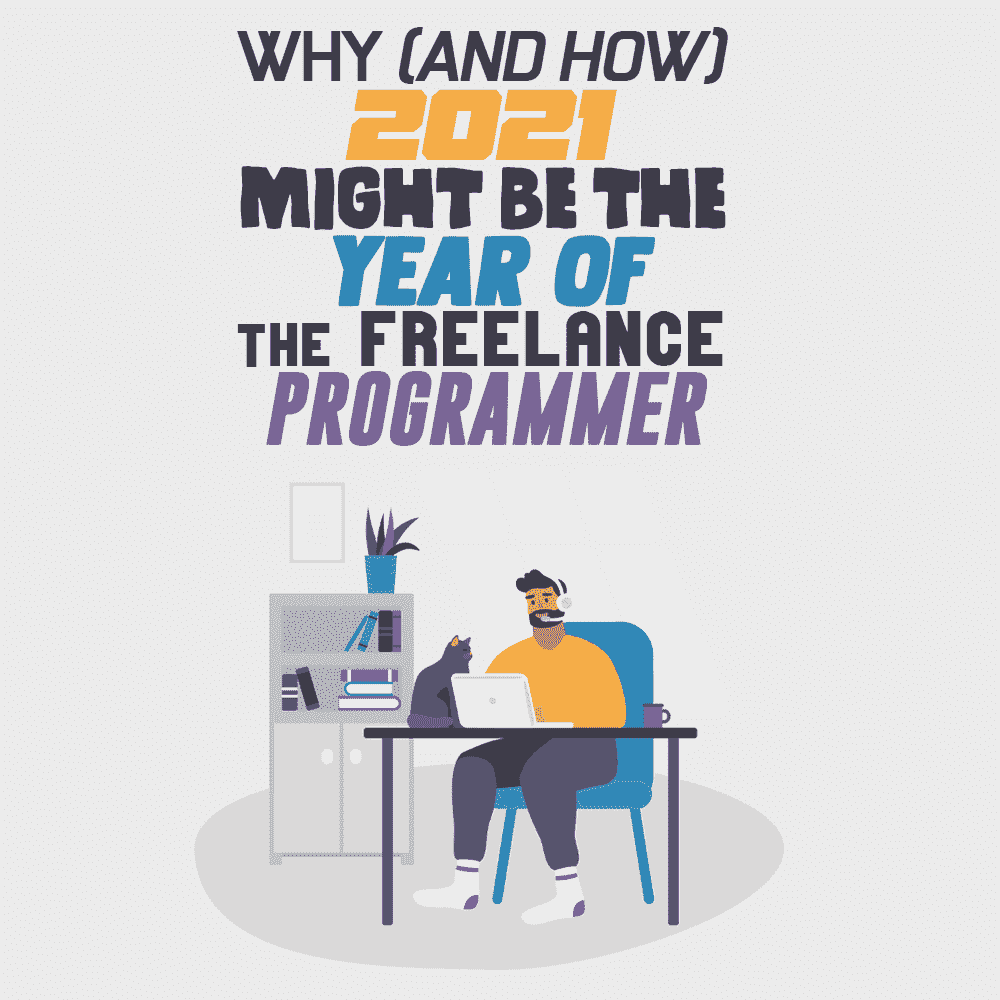 WHY (AND HOW)
2021
MIGHT BE THE
YEAR OF
THE FREELANCE
PROGRAMMER